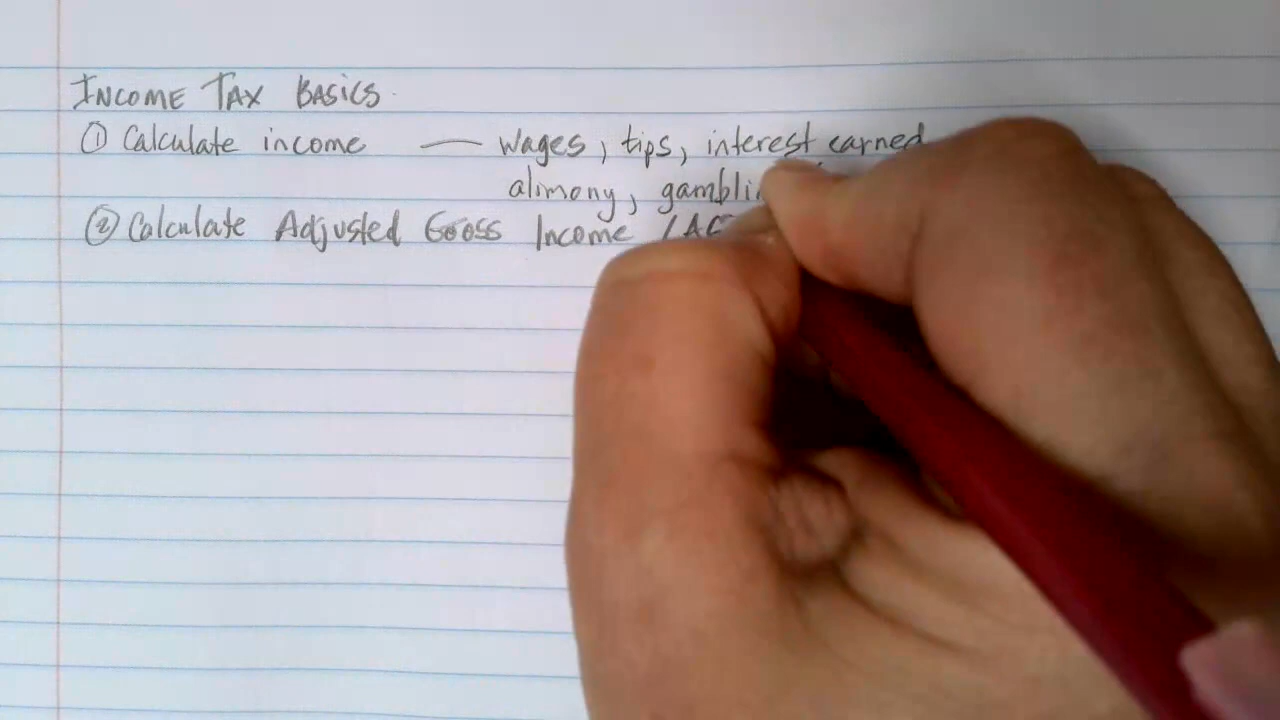 INCOME TAX BASICS
① Calculate income — wages, tips, interest earned
alimony,
② Calculate Adjusted Gross Income